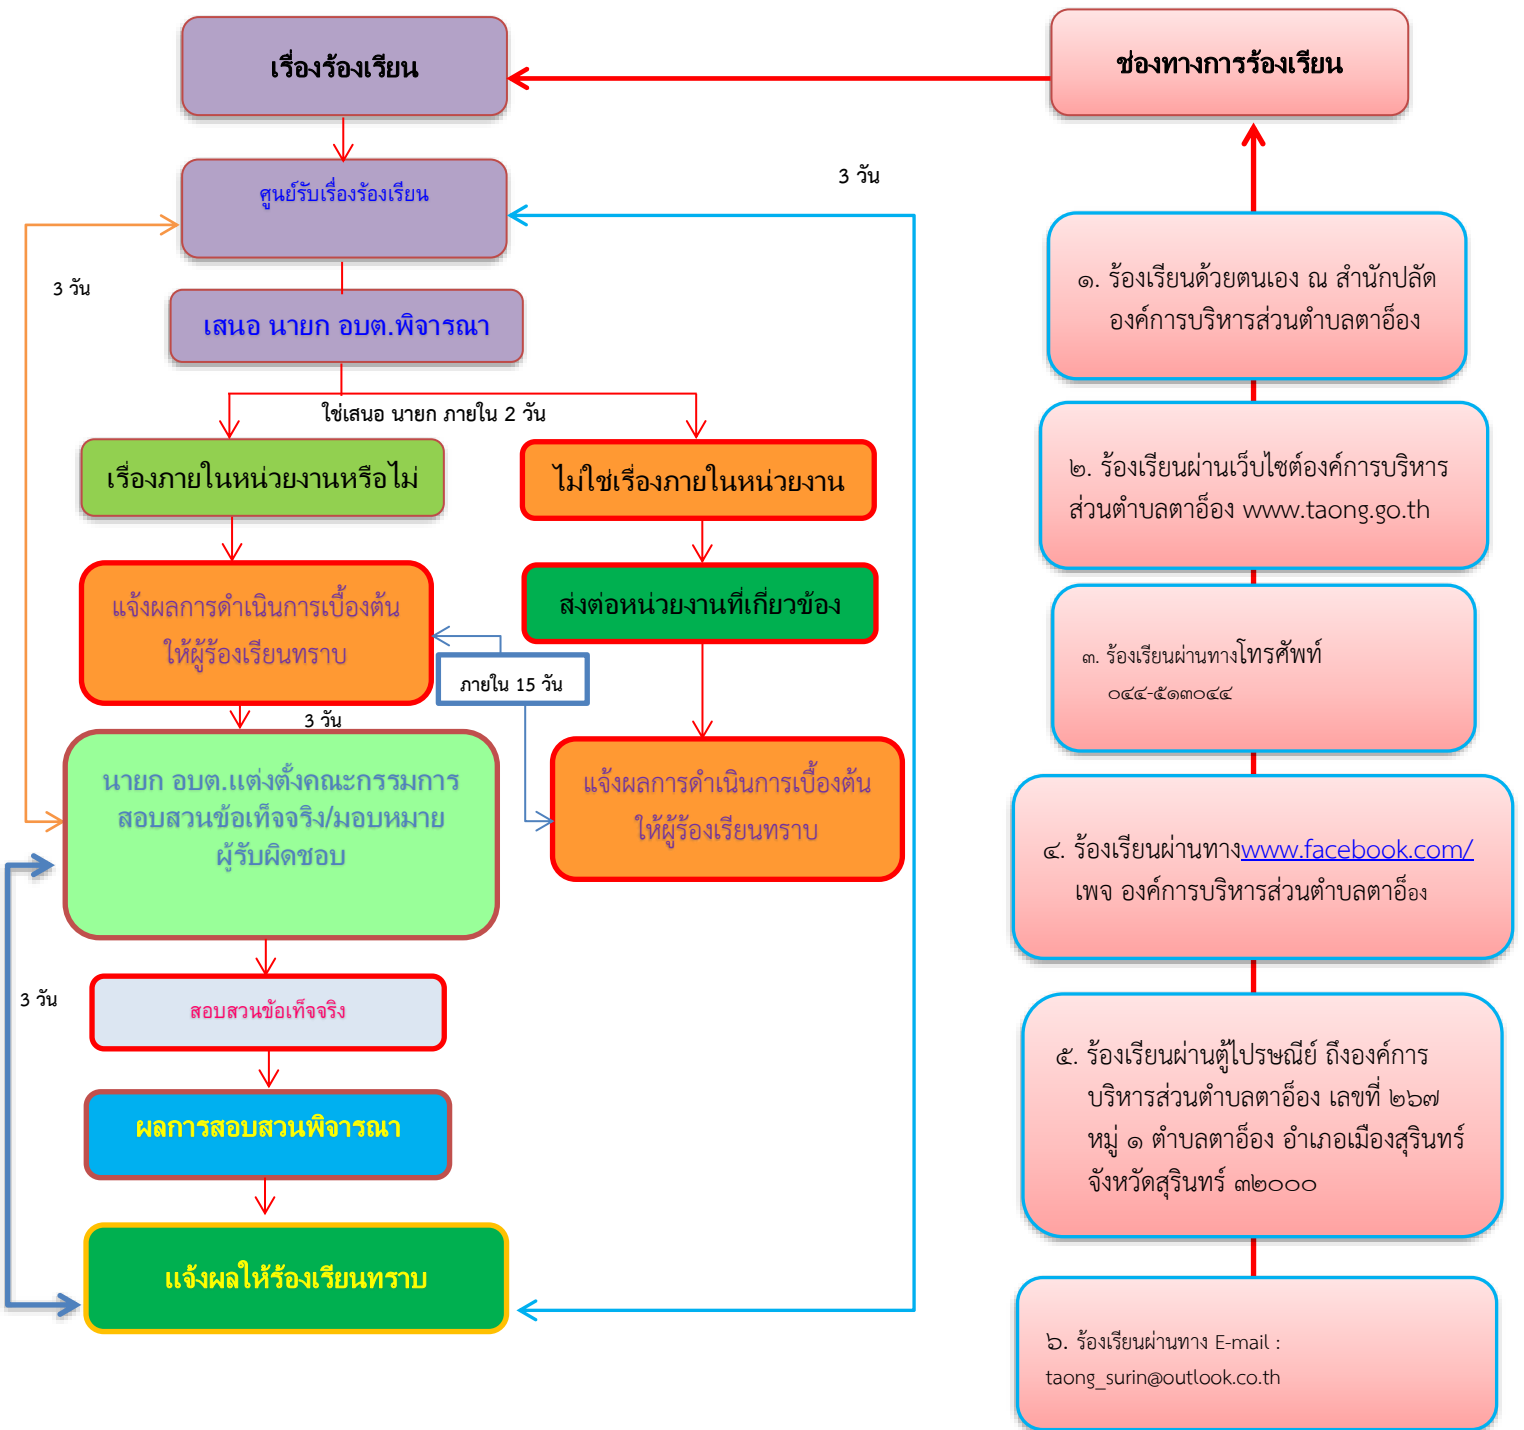 เรื่องร้องเรียน
ช่องทางการร้องเรียน
ศูนย์รับเรื่องร้องเรียน
3 วัน
3 วัน
เสนอ นายก อบต.พิจารณา
ใช่เสนอ นายก ภายใน 2 วัน
เรื่องภายในหน่วยงานหรือไม่
ไม่ใช่เรื่องภายในหน่วยงาน
แจ้งผลการดำเนินการเบื้องต้น
ให้ผู้ร้องเรียนทราบ
ส่งต่อหน่วยงานที่เกี่ยวข้อง
ภายใน 15 วัน
3 วัน
นายก อบต.แต่งตั้งคณะกรรมการ
สอบสวนข้อเท็จจริง/มอบหมาย
ผู้รับผิดชอบ
แจ้งผลการดำเนินการเบื้องต้น
ให้ผู้ร้องเรียนทราบ
3 วัน
สอบสวนข้อเท็จจริง
ผลการสอบสวนพิจารณา
แจ้งผลให้ร้องเรียนทราบ
๑. ร้องเรียนด้วยตนเอง ณ สำนักปลัด
องค์การบริหารส่วนตำบลตาอ็อง
๒. ร้องเรียนผ่านเว็บไซต์องค์การบริหาร
ส่วนตำบลตาอ็อง www.taong.go.th
๓. ร้องเรียนผ่านทางโทรศัพท์
๐๔๔-๕๑๓๐๔๔
๔. ร้องเรียนผ่านทางwww.facebook.com/
เพจ องค์การบริหารส่วนตำบลตาอ็อง
๕. ร้องเรียนผ่านตู้ไปรษณีย์ ถึงองค์การ
บริหารส่วนตำบลตาอ็อง เลขที่ ๒๖๗
หมู่ ๑ ตำบลตาอ็อง อำเภอเมืองสุรินทร์
จังหวัดสุรินทร์ ๓๒๐๐๐
๖. ร้องเรียนผ่านทาง E-mail :
taong_surin@outlook.co.th